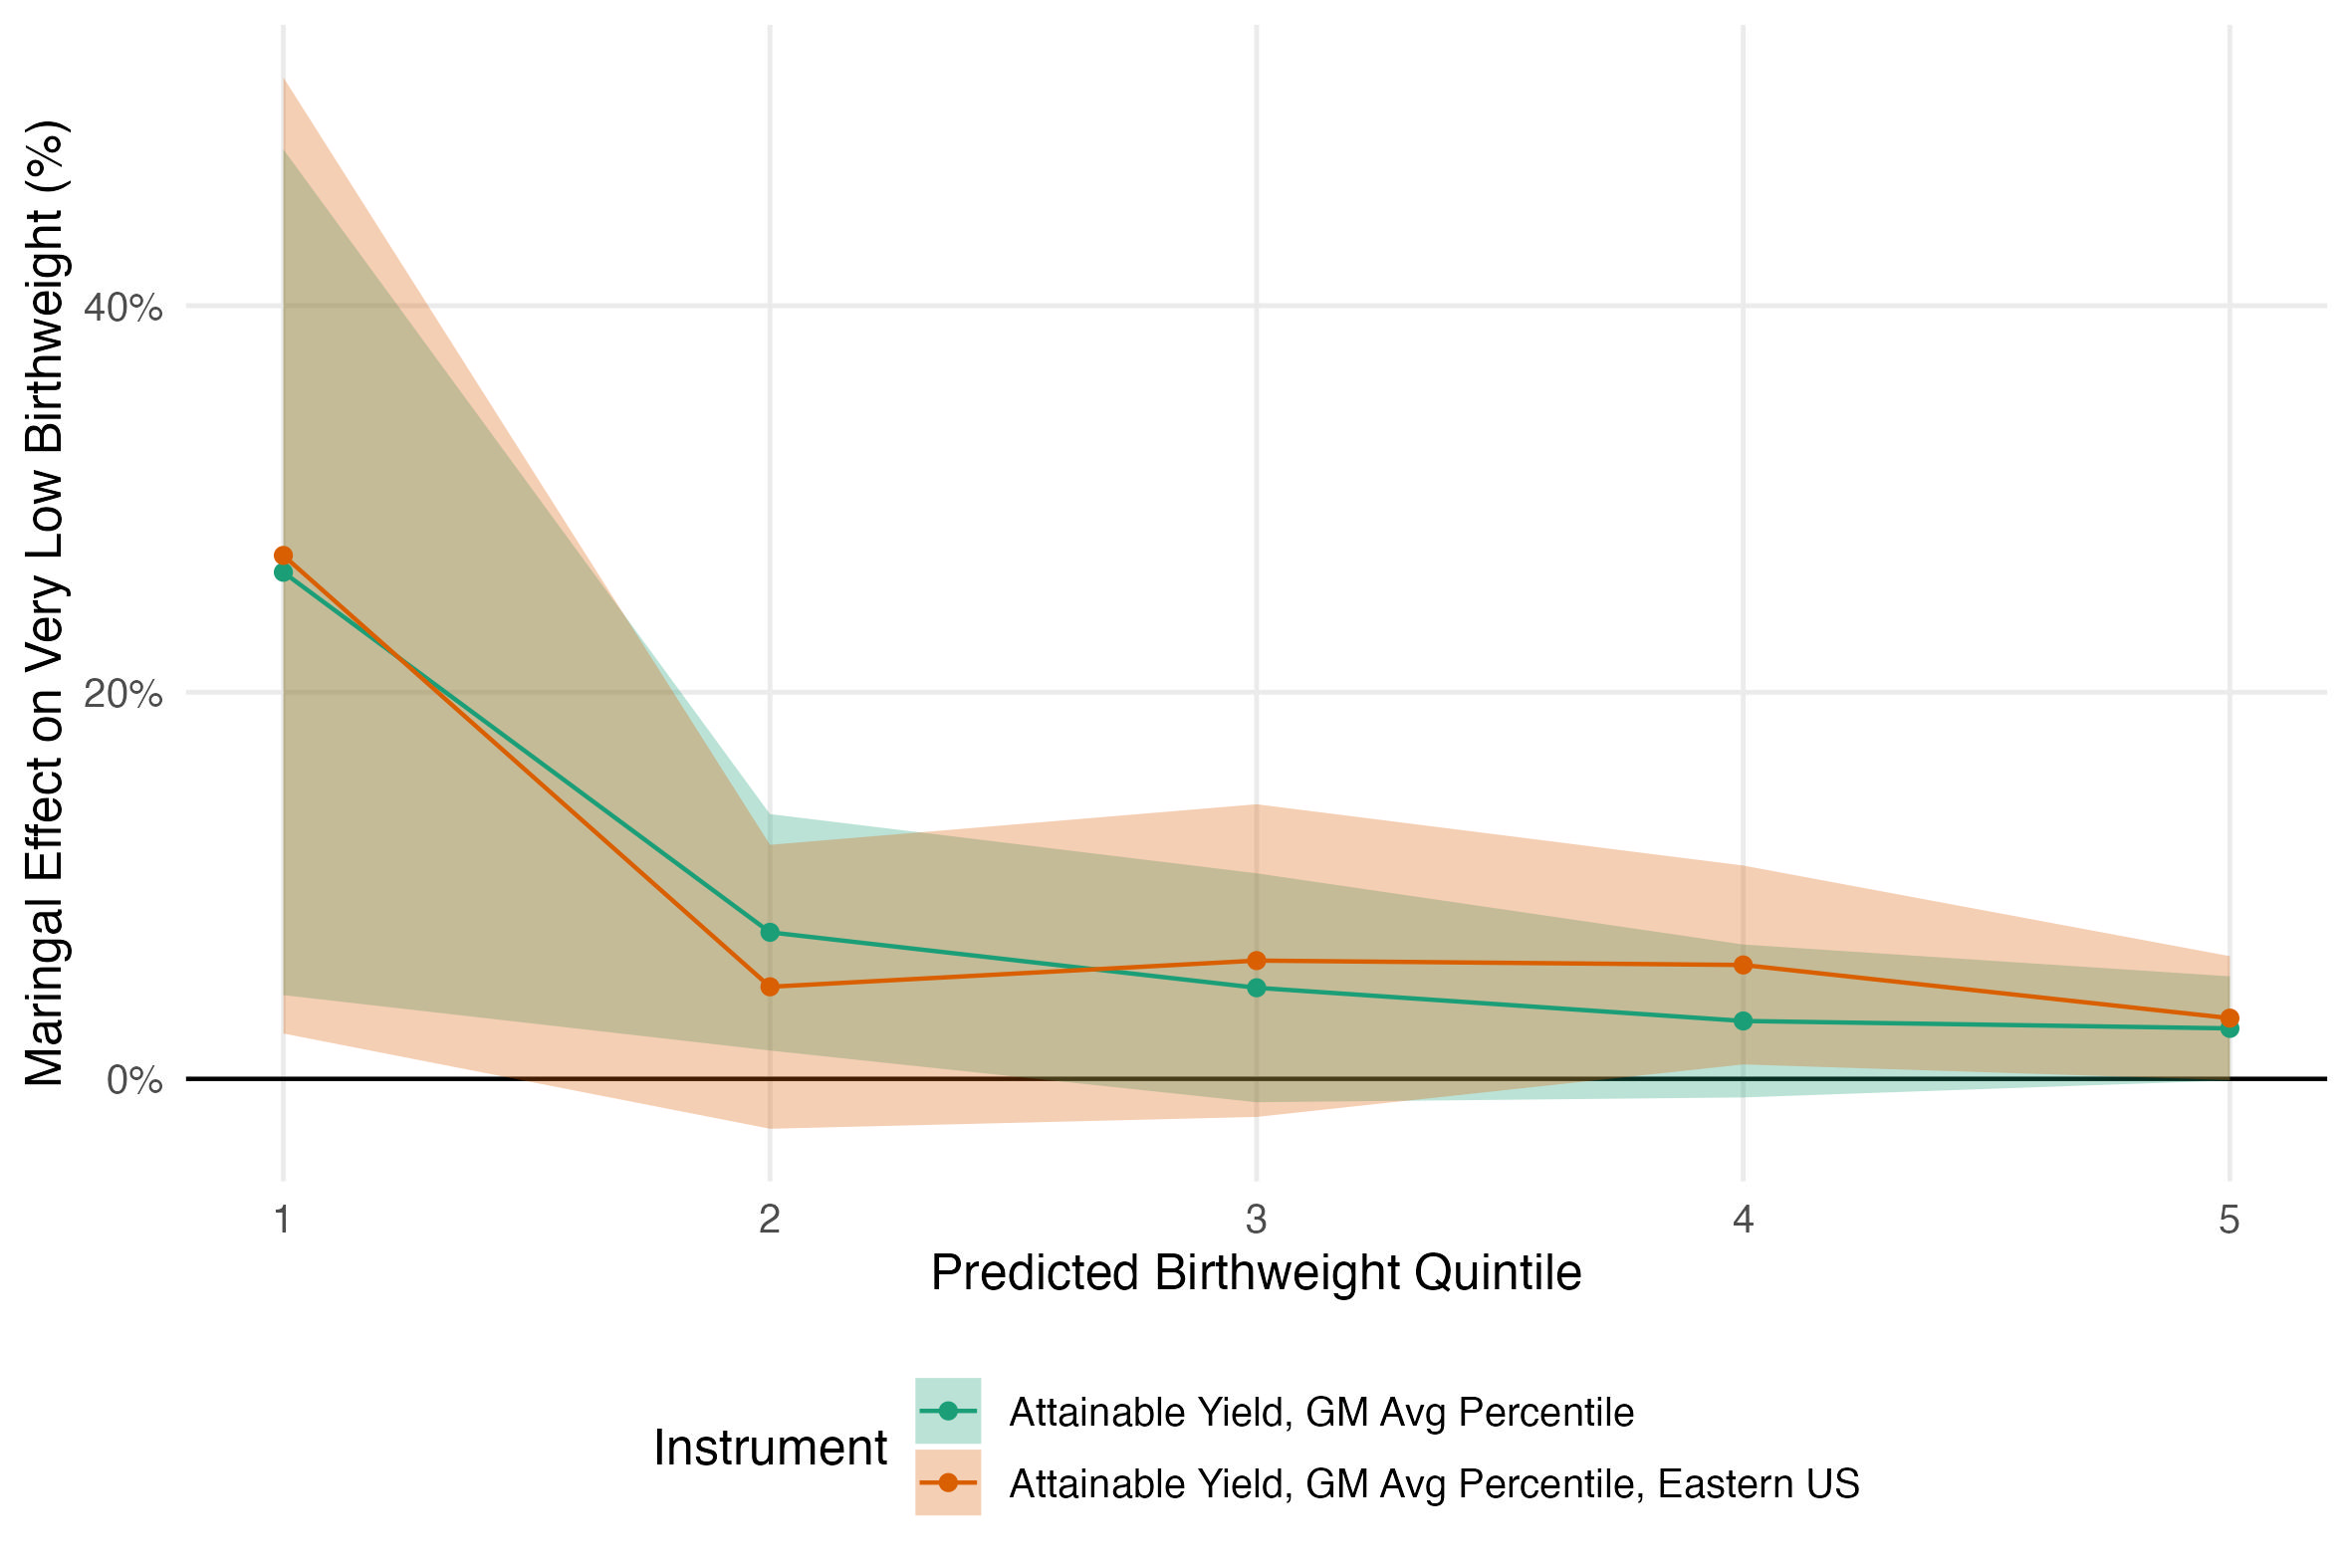 Maringal Effect on Very Low Birthweight (%)
40%
20%
0%
1 2 3 4 5
Predicted Birthweight Quintile
Instrument
Attainable Yield, GM Avg Percentile
Attainable Yield, GM Avg Percentile, Eastern US